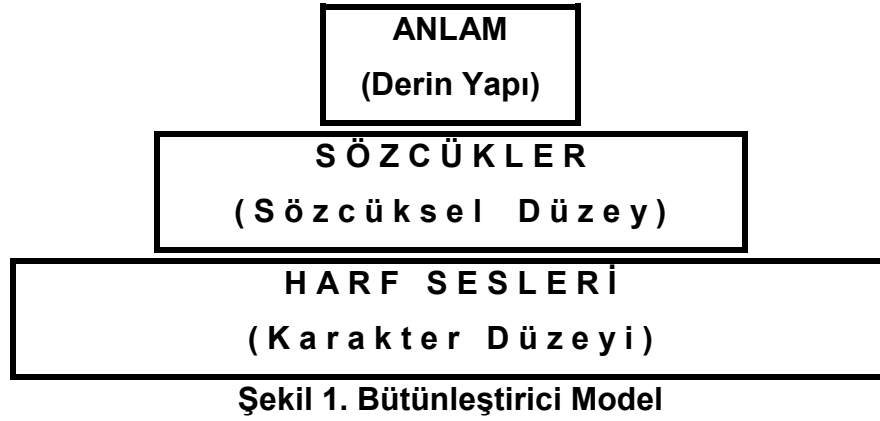 ANLAM
(Derin Yapı)
SÖZCÜKLER
(Sözcüksel Düzey)
HARF SESLERİ
(Karakter Düzeyi)
Şekil 1. Bütünleştirici Model